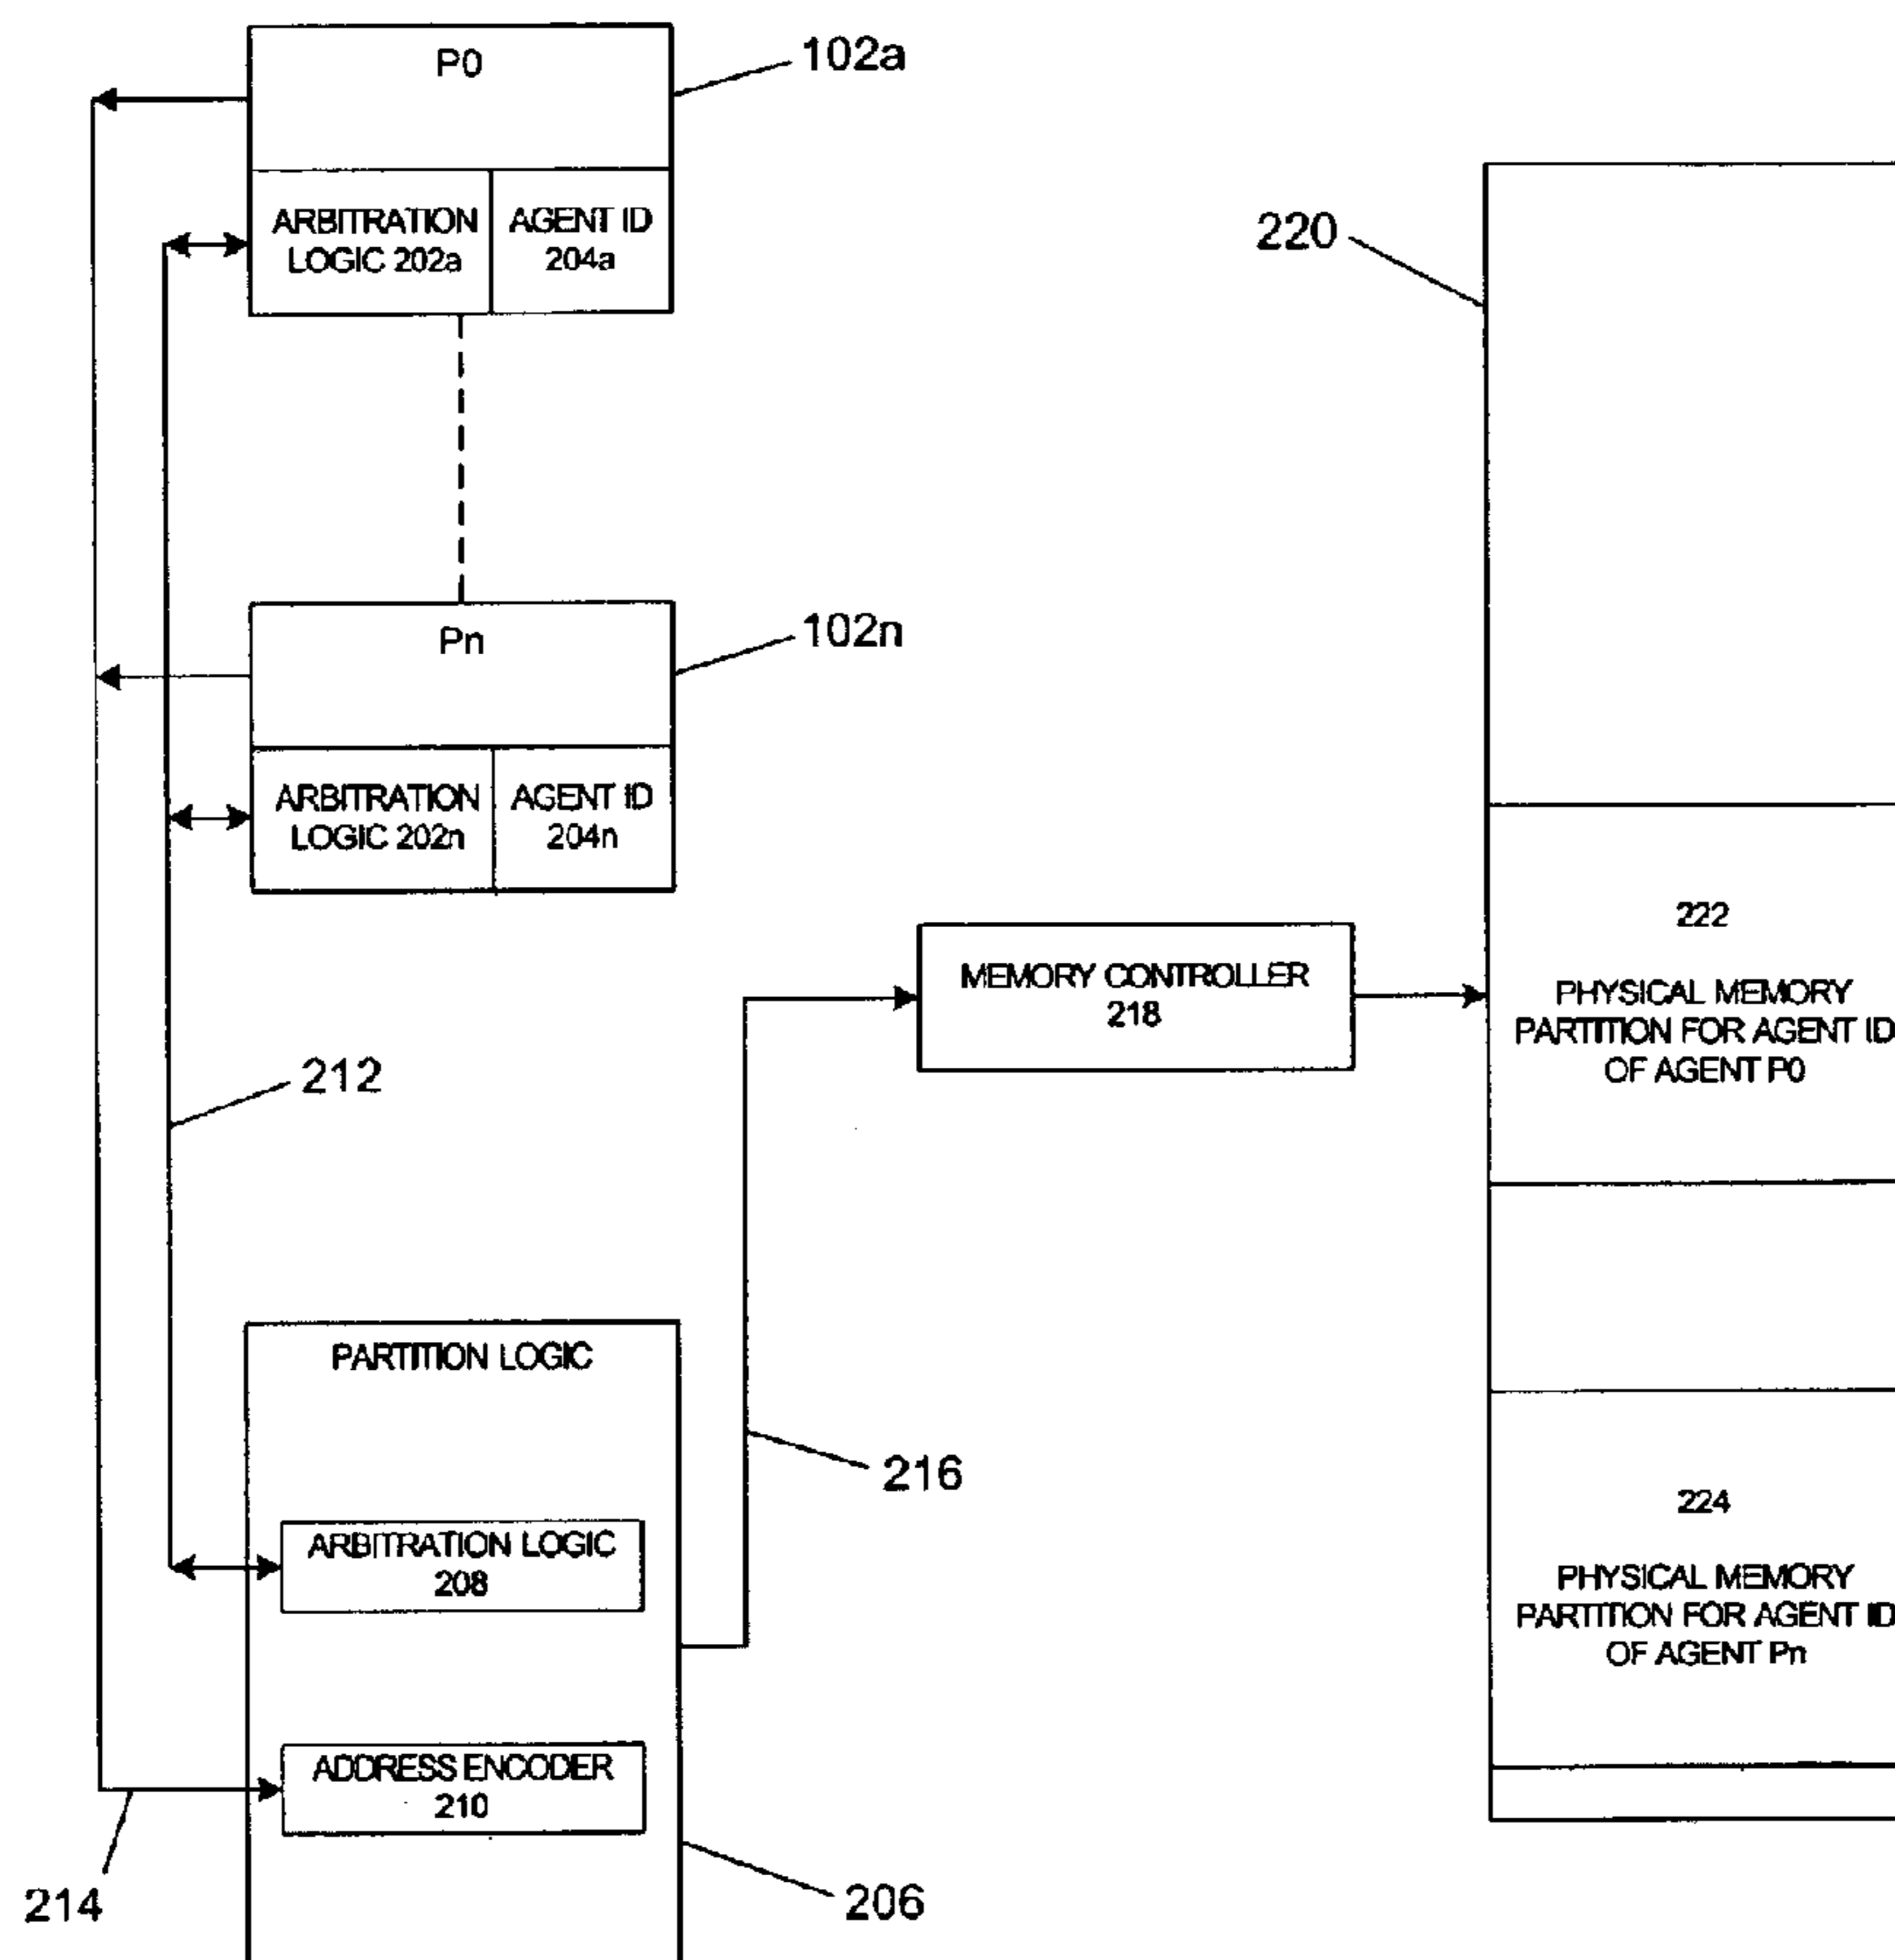 P0
102a
ARBITRATION
LOGIC 202a
AGENT ID
204a
220
Pn
102n
ARBITRATION
LOGIC 202n
AGENT ID
204n
222
PHYSICAL MEMORY
PARTITION FOR AGENT ID
OF AGENT P0
MEMORY CONTROLLER
218
212
PARTITION LOGIC
216
ARBITRATION LOGIC
208
224
PHYSICAL MEMORY
PARTITION FOR AGENT ID
OF AGENT Pn
ADDRESS ENCODER
210
214
206